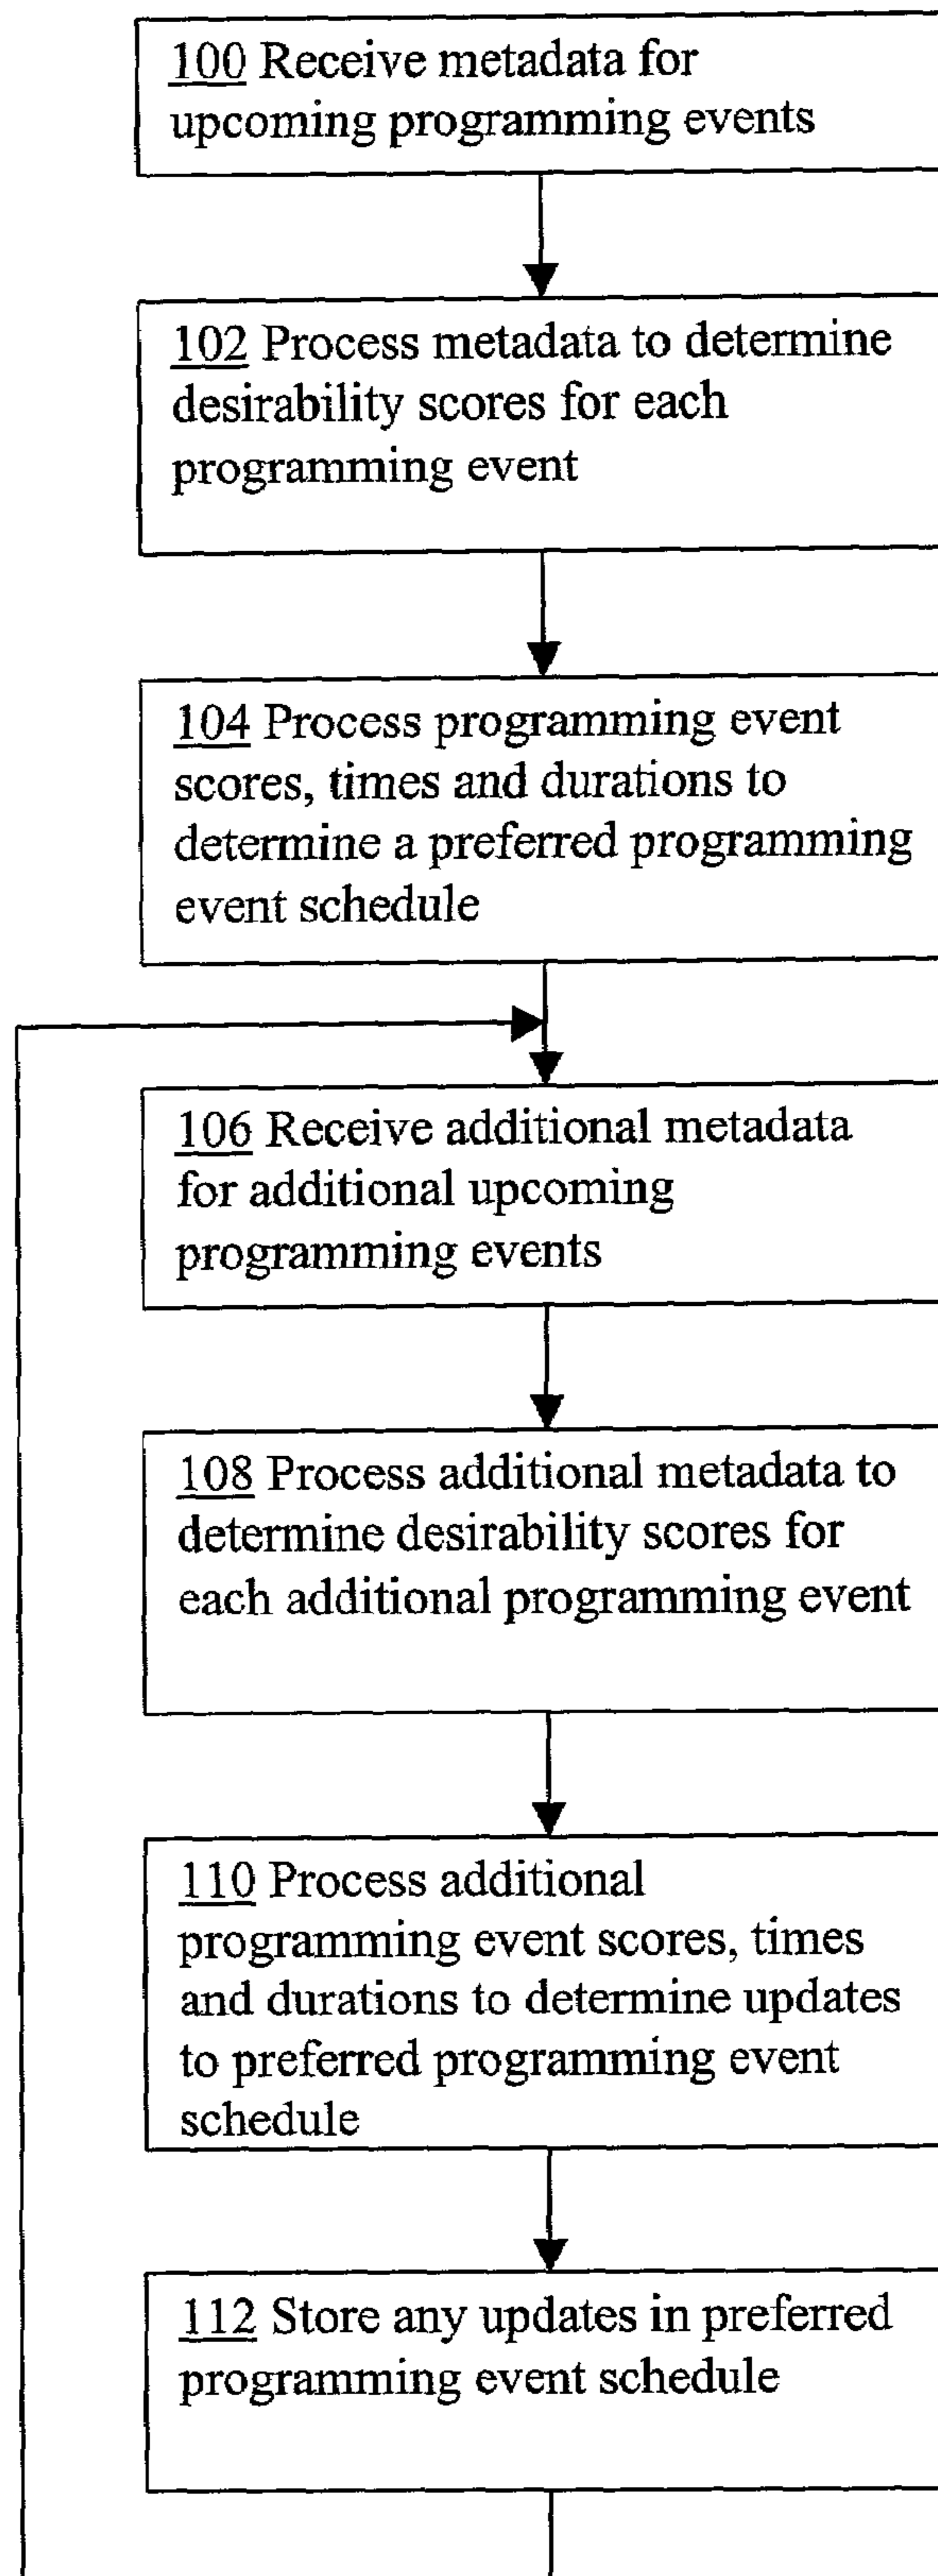 100 Receive metadata for
upcoming programming events
102 Process metadata to determine
desirability scores for each
programming event
104 Process programming event
scores, times and durations to
determine a preferred programming
event schedule
106 Receive additional metadata
for additional upcoming
programming events
108 Process additional metadata to
determine desirability scores for
each additional programming event
110 Process additional
programming event scores, times
and durations to determine updates
to preferred programming event
schedule
112 Store any updates in preferred
programming event schedule